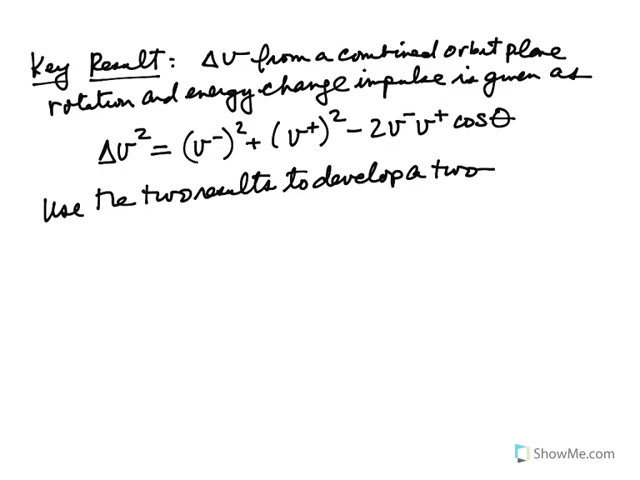 Key Result: Δv from a combined orbit plane
rotation and energy change impulse is given as
Δv² = (v⁻)² + (v⁺)² − 2v⁻v⁺ cosθ
Use the two results to develop a two
ShowMe.com